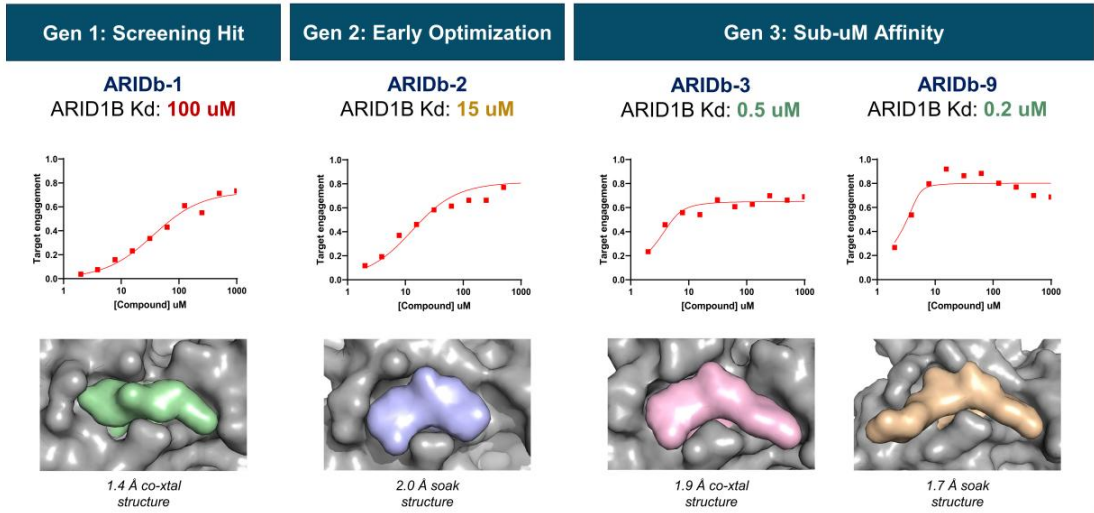 Gen 1: Screening Hit
Gen 2: Early Optimization
Gen 3: Sub-uM Affinity
ARIDb-1
ARID1B Kd: 100 uM
ARIDb-2
ARID1B Kd: 15 uM
ARIDb-3
ARID1B Kd: 0.5 uM
ARIDb-9
ARID1B Kd: 0.2 uM
Target engagement
1.0
0.8
0.6
0.4
0.2
0.0
1
10
100
1000
[Compound] uM
Target engagement
1.0
0.8
0.6
0.4
0.2
0.0
1
10
100
1000
[Compound] uM
Target engagement
1.0
0.8
0.6
0.4
0.2
0.0
1
10
100
1000
[Compound] uM
Target engagement
1.0
0.8
0.6
0.4
0.2
0.0
1
10
100
1000
[Compound] uM
1.4 Å co-xtal
structure
2.0 Å soak
structure
1.9 Å co-xtal
structure
1.7 Å soak
structure